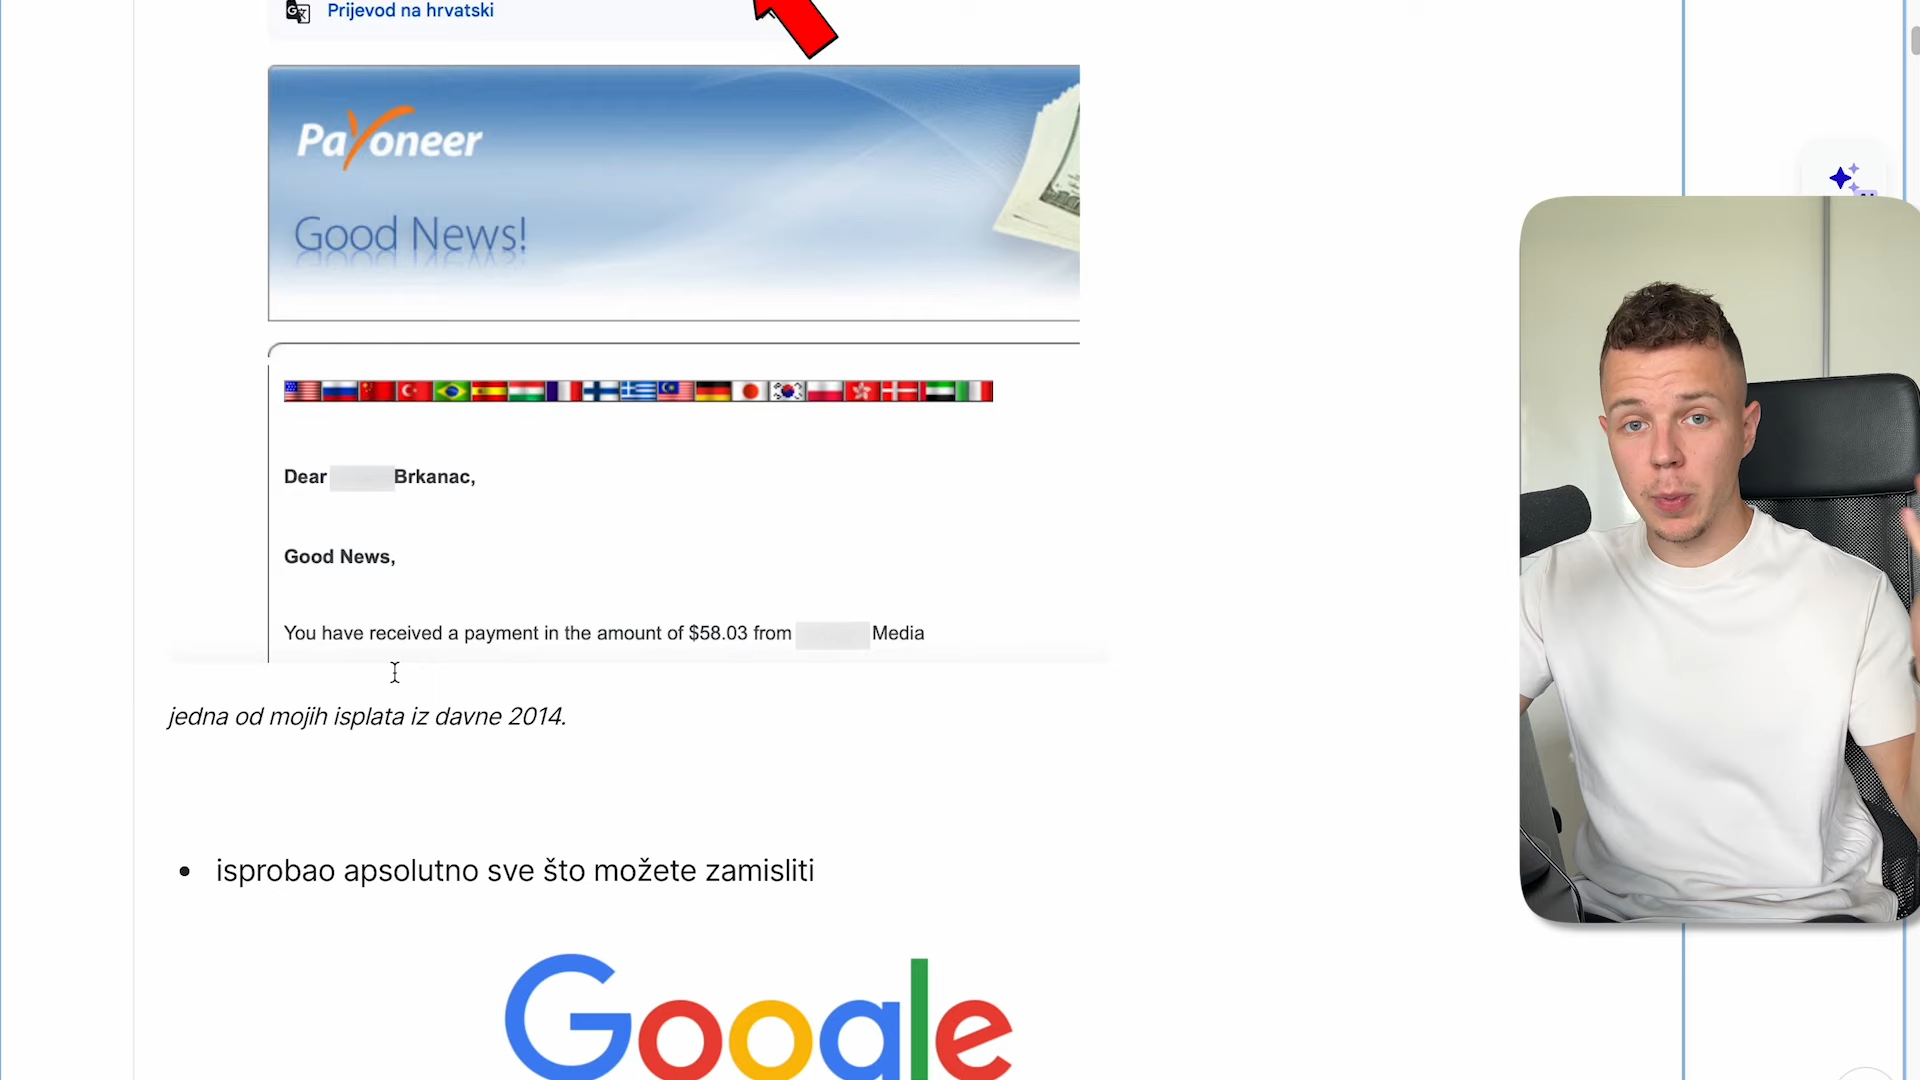 Prijevod na hrvatski
Payoneer
Good News!
Dear Brkanac,
Good News,
You have received a payment in the amount of $58.03 from Media
jedna od mojih isplata iz davne 2014.
• isprobao apsolutno sve što možete zamisliti
Google